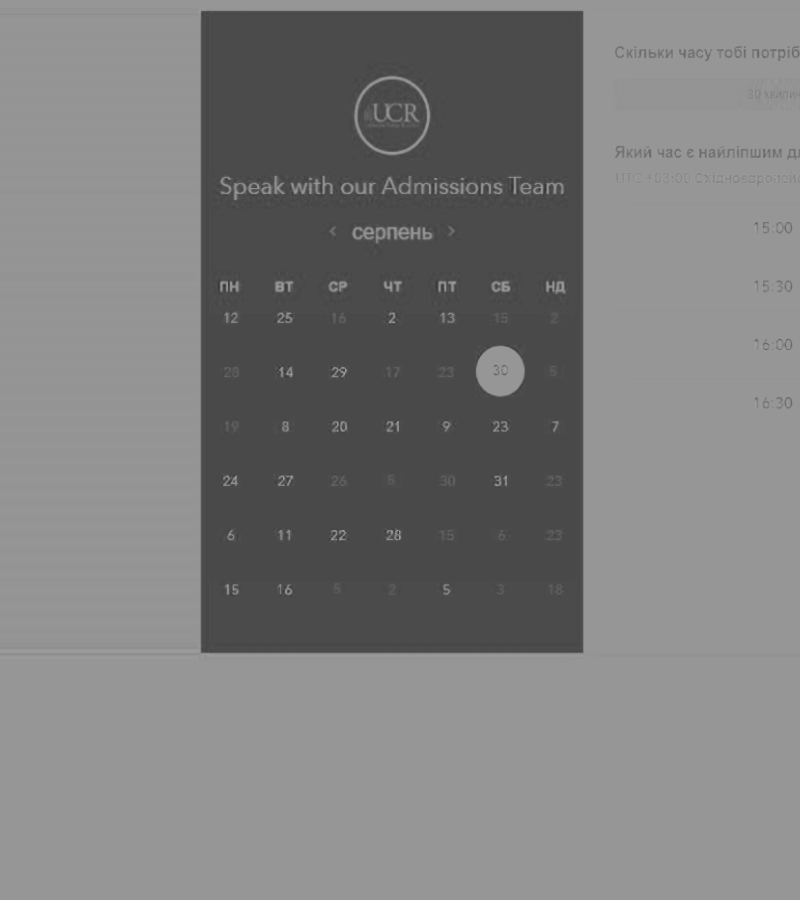 UCR
Speak with our Admissions Team
‹ серпень ›
ПН ВТ СР ЧТ ПТ СБ НД
12 25 16 2 13 15 2
28 14 29 17 23 30 5
19 8 20 21 9 23 7
24 27 26 5 30 31 23
6 11 22 28 15 6 23
15 16 5 2 5 3 18
Скільки часу тобі потріб
30 хвилин
Який час є найліпшим д
UTC +03:00 Східноєвропей
15:00
15:30
16:00
16:30